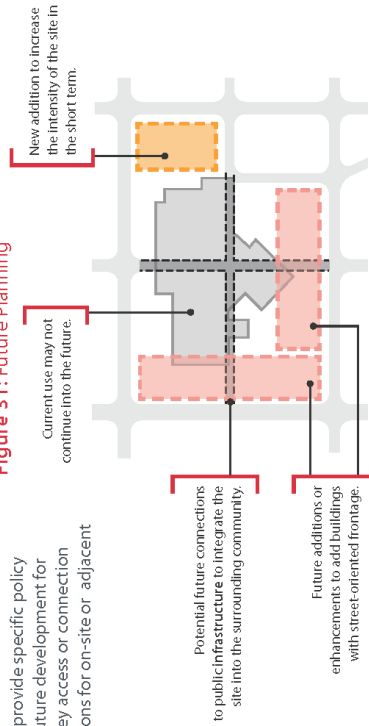 provide specific policy
uture development for
ey access or connection
ons for on-site or adjacent
Figure 31: Future Planning
Current use may not
continue into the future.
New addition to increase
the intensity of the site in
the short term.
Potential future connections
to public infrastructure to integrate the
site into the surrounding community.
Future additions or
enhancements to add buildings
with street-oriented frontage.